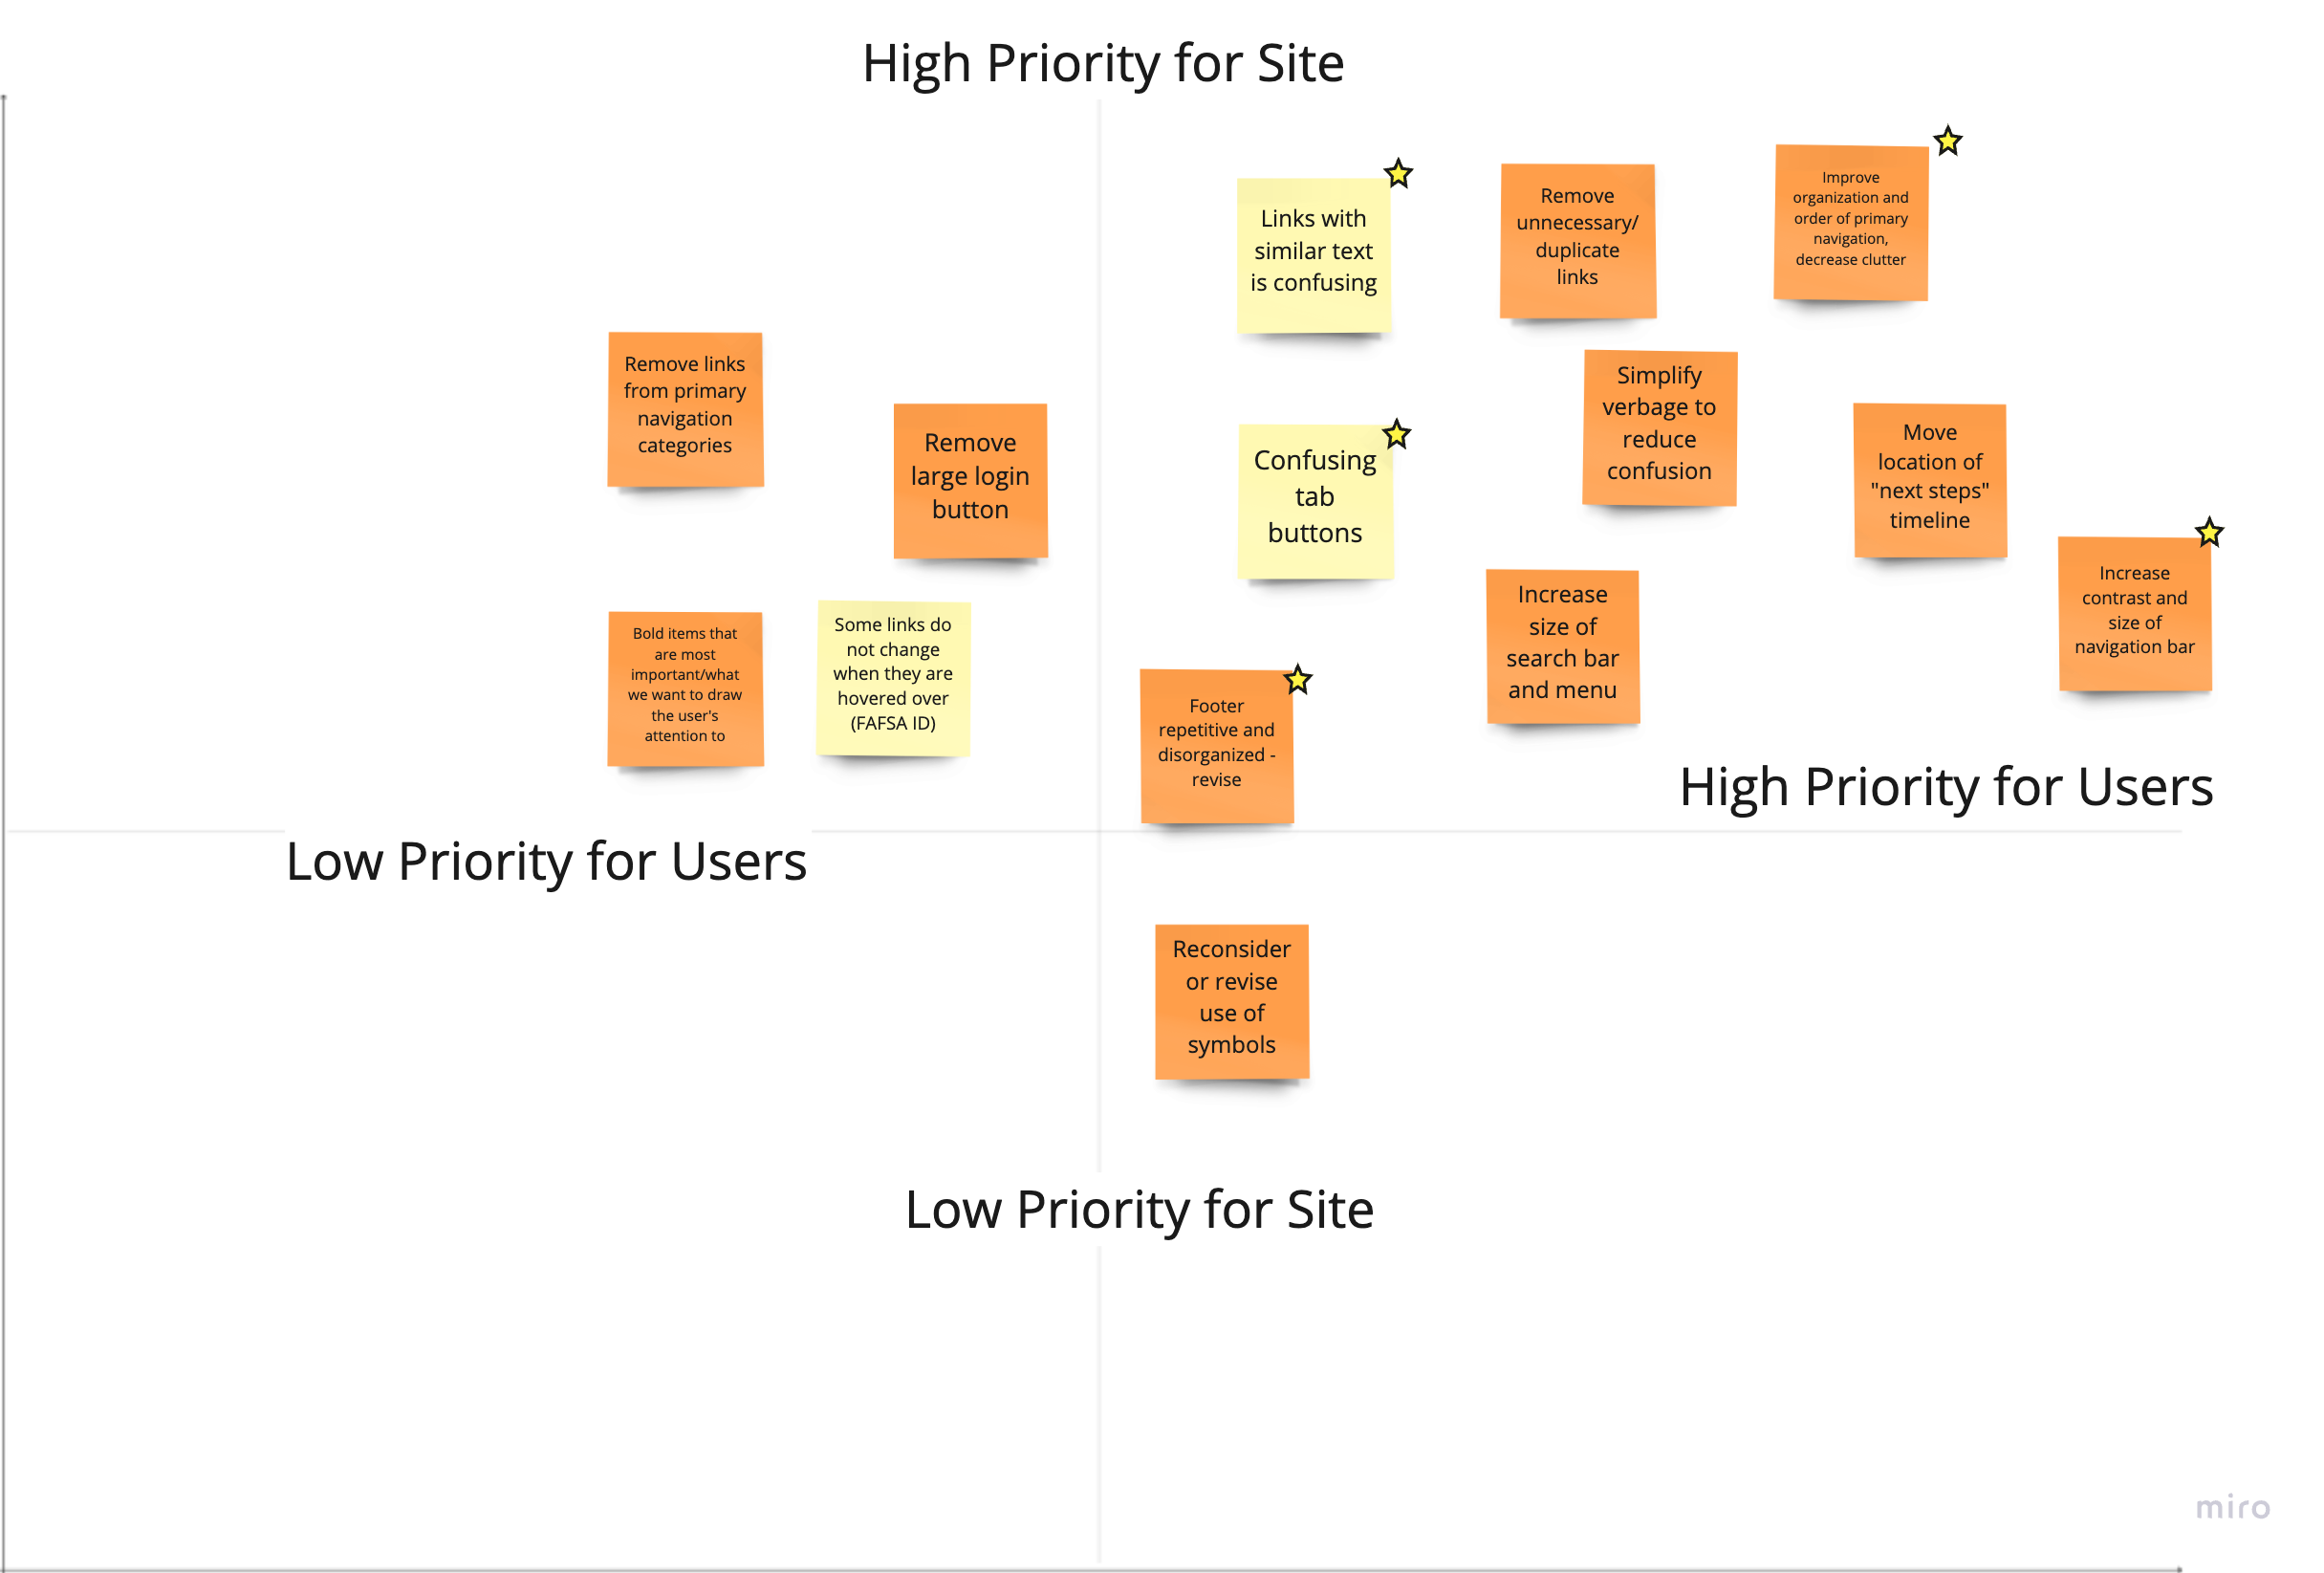 High Priority for Site
Links with
similar text
is confusing
Remove
unnecessary/
duplicate
links
Improve
organization and
order of primary
navigation,
decrease clutter
Remove links
from primary
navigation
categories
Remove
large login
button
Confusing
tab
buttons
Simplify
verbage to
reduce
confusion
Move
location of
"next steps"
timeline
Bold items that
are most
important/what
we want to draw
the user's
attention to
Some links do
not change
when they are
hovered over
(FAFSA ID)
Footer
repetitive and
disorganized -
revise
Increase
size of
search bar
and menu
Increase
contrast and
size of
navigation bar
High Priority for Users
Low Priority for Users
Reconsider
or revise
use of
symbols
Low Priority for Site
miro